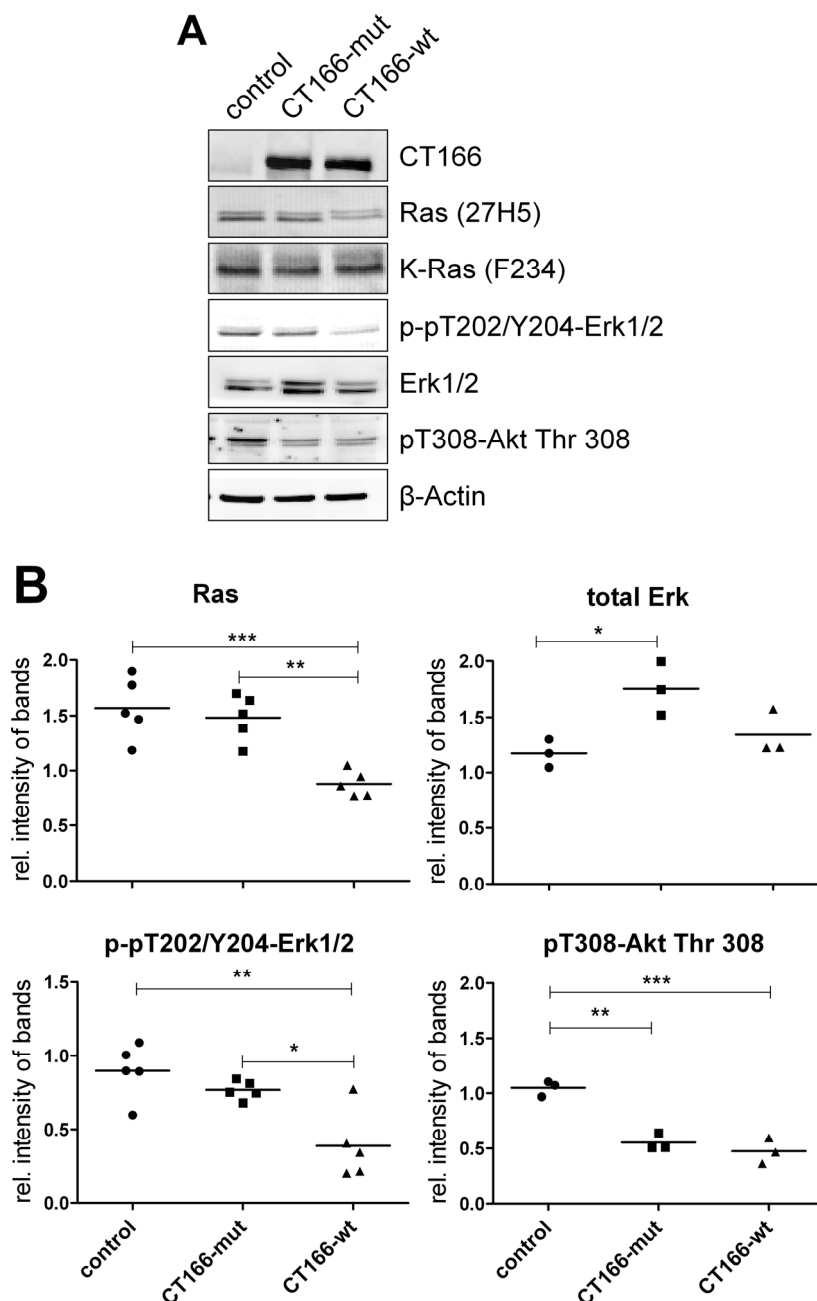 A
control
CT166-mut
CT166-wt
CT166
Ras (27H5)
K-Ras (F234)
p-pT202/Y204-Erk1/2
Erk1/2
pT308-Akt Thr 308
β-Actin
B
Ras
rel. intensity of bands
2.0
1.5
1.0
0.5
0.0
***
**
total Erk
rel. intensity of bands
2.0
1.5
1.0
0.5
0.0
*
p-pT202/Y204-Erk1/2
rel. intensity of bands
1.5
1.0
0.5
0.0
**
*
control
CT166-mut
CT166-wt
pT308-Akt Thr 308
rel. intensity of bands
2.0
1.5
1.0
0.5
0.0
***
**
control
CT166-mut
CT166-wt